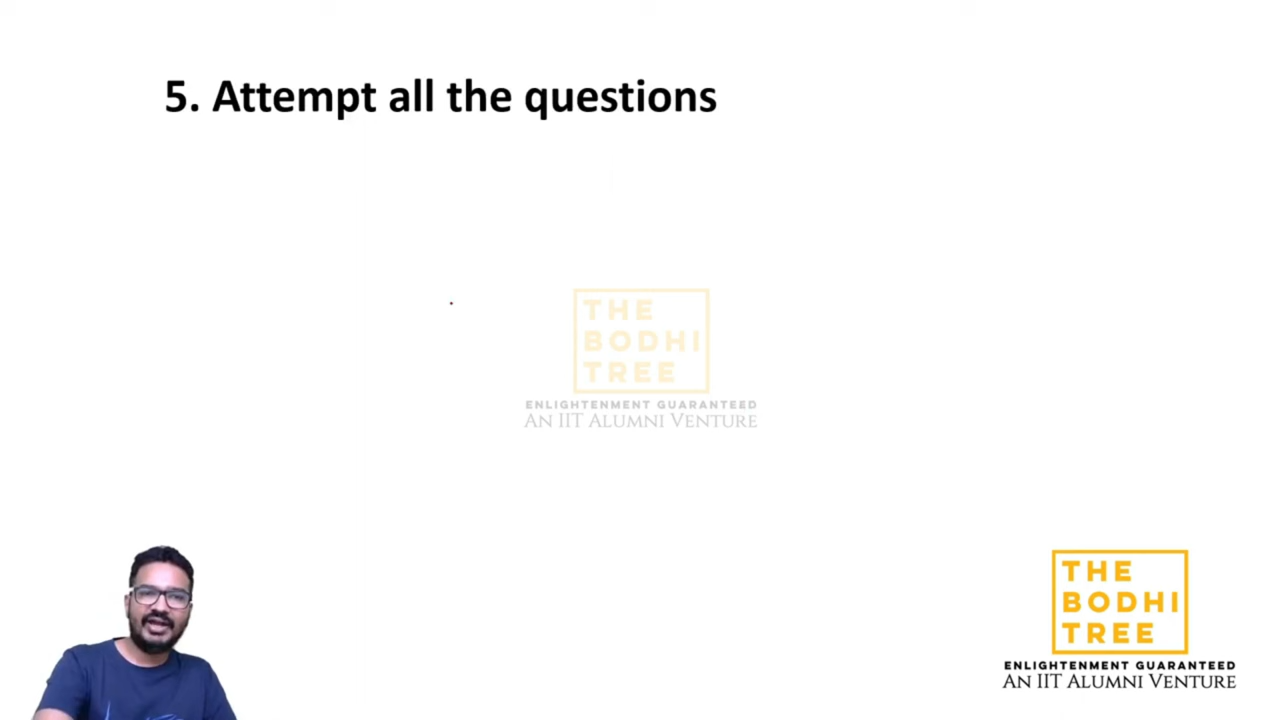 5. Attempt all the questions
THE
BODHI
TREE
ENLIGHTENMENT GUARANTEED
AN IIT ALUMNI VENTURE
THE
BODHI
TREE
ENLIGHTENMENT GUARANTEED
AN IIT ALUMNI VENTURE